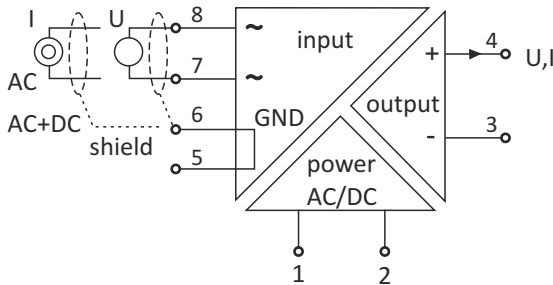 I
U
8
~
input
4
+
U,I
AC
7
~
output
AC+DC
6
GND
shield
-
3
5
power
AC/DC
1
2